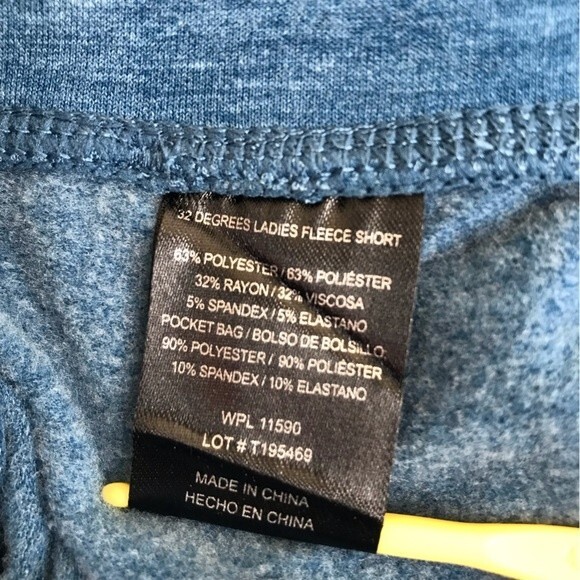 32 DEGREES LADIES FLEECE SHORT
63% POLYESTER / 63% POLIÉSTER
32% RAYON / 32% VISCOSA
5% SPANDEX / 5% ELASTANO
POCKET BAG / BOLSO DE BOLSILLO:
90% POLYESTER / 90% POLIÉSTER
10% SPANDEX / 10% ELASTANO
WPL 11590
LOT # T195469
MADE IN CHINA
HECHO EN CHINA